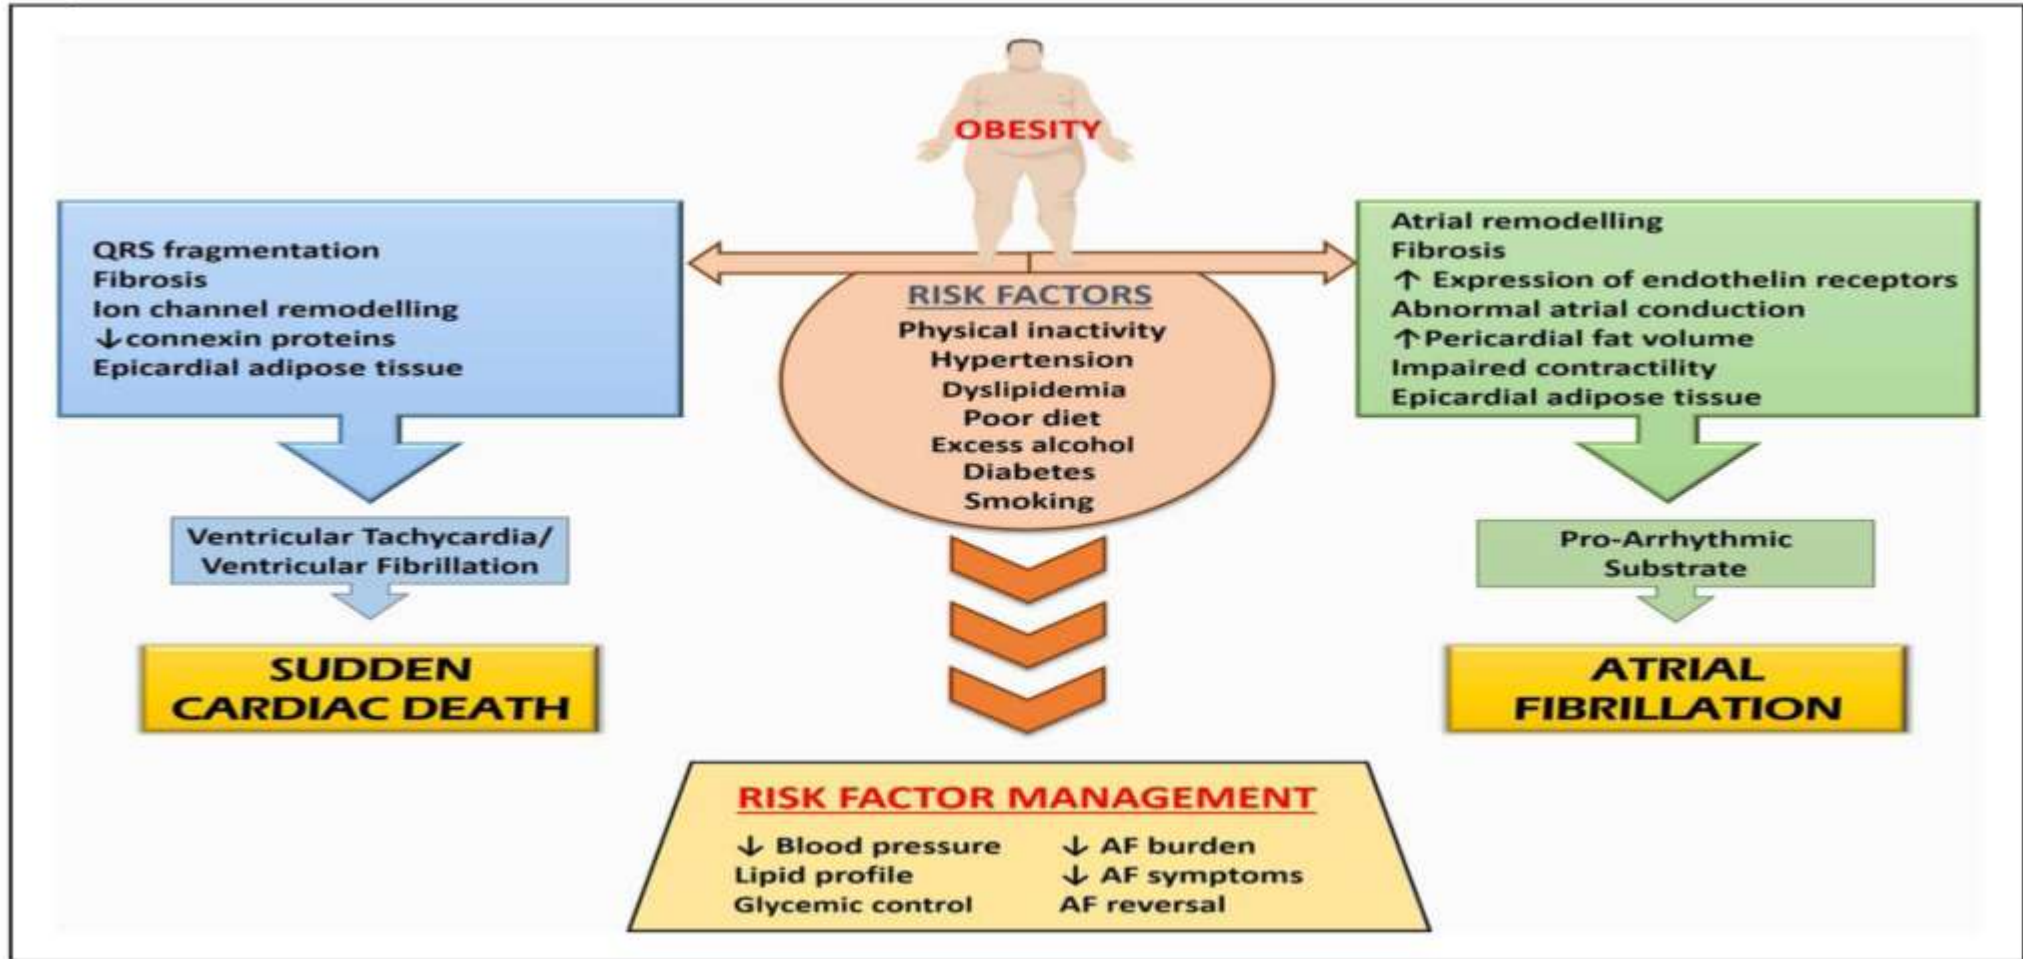 OBESITY
QRS fragmentation
Fibrosis
Ion channel remodelling
↓connexin proteins
Epicardial adipose tissue
Ventricular Tachycardia/
Ventricular Fibrillation
SUDDEN
CARDIAC DEATH
RISK FACTORS
Physical inactivity
Hypertension
Dyslipidemia
Poor diet
Excess alcohol
Diabetes
Smoking
Atrial remodelling
Fibrosis
↑ Expression of endothelin receptors
Abnormal atrial conduction
↑Pericardial fat volume
Impaired contractility
Epicardial adipose tissue
Pro-Arrhythmic
Substrate
ATRIAL
FIBRILLATION
RISK FACTOR MANAGEMENT
↓ Blood pressure
Lipid profile
Glycemic control
↓ AF burden
↓ AF symptoms
AF reversal